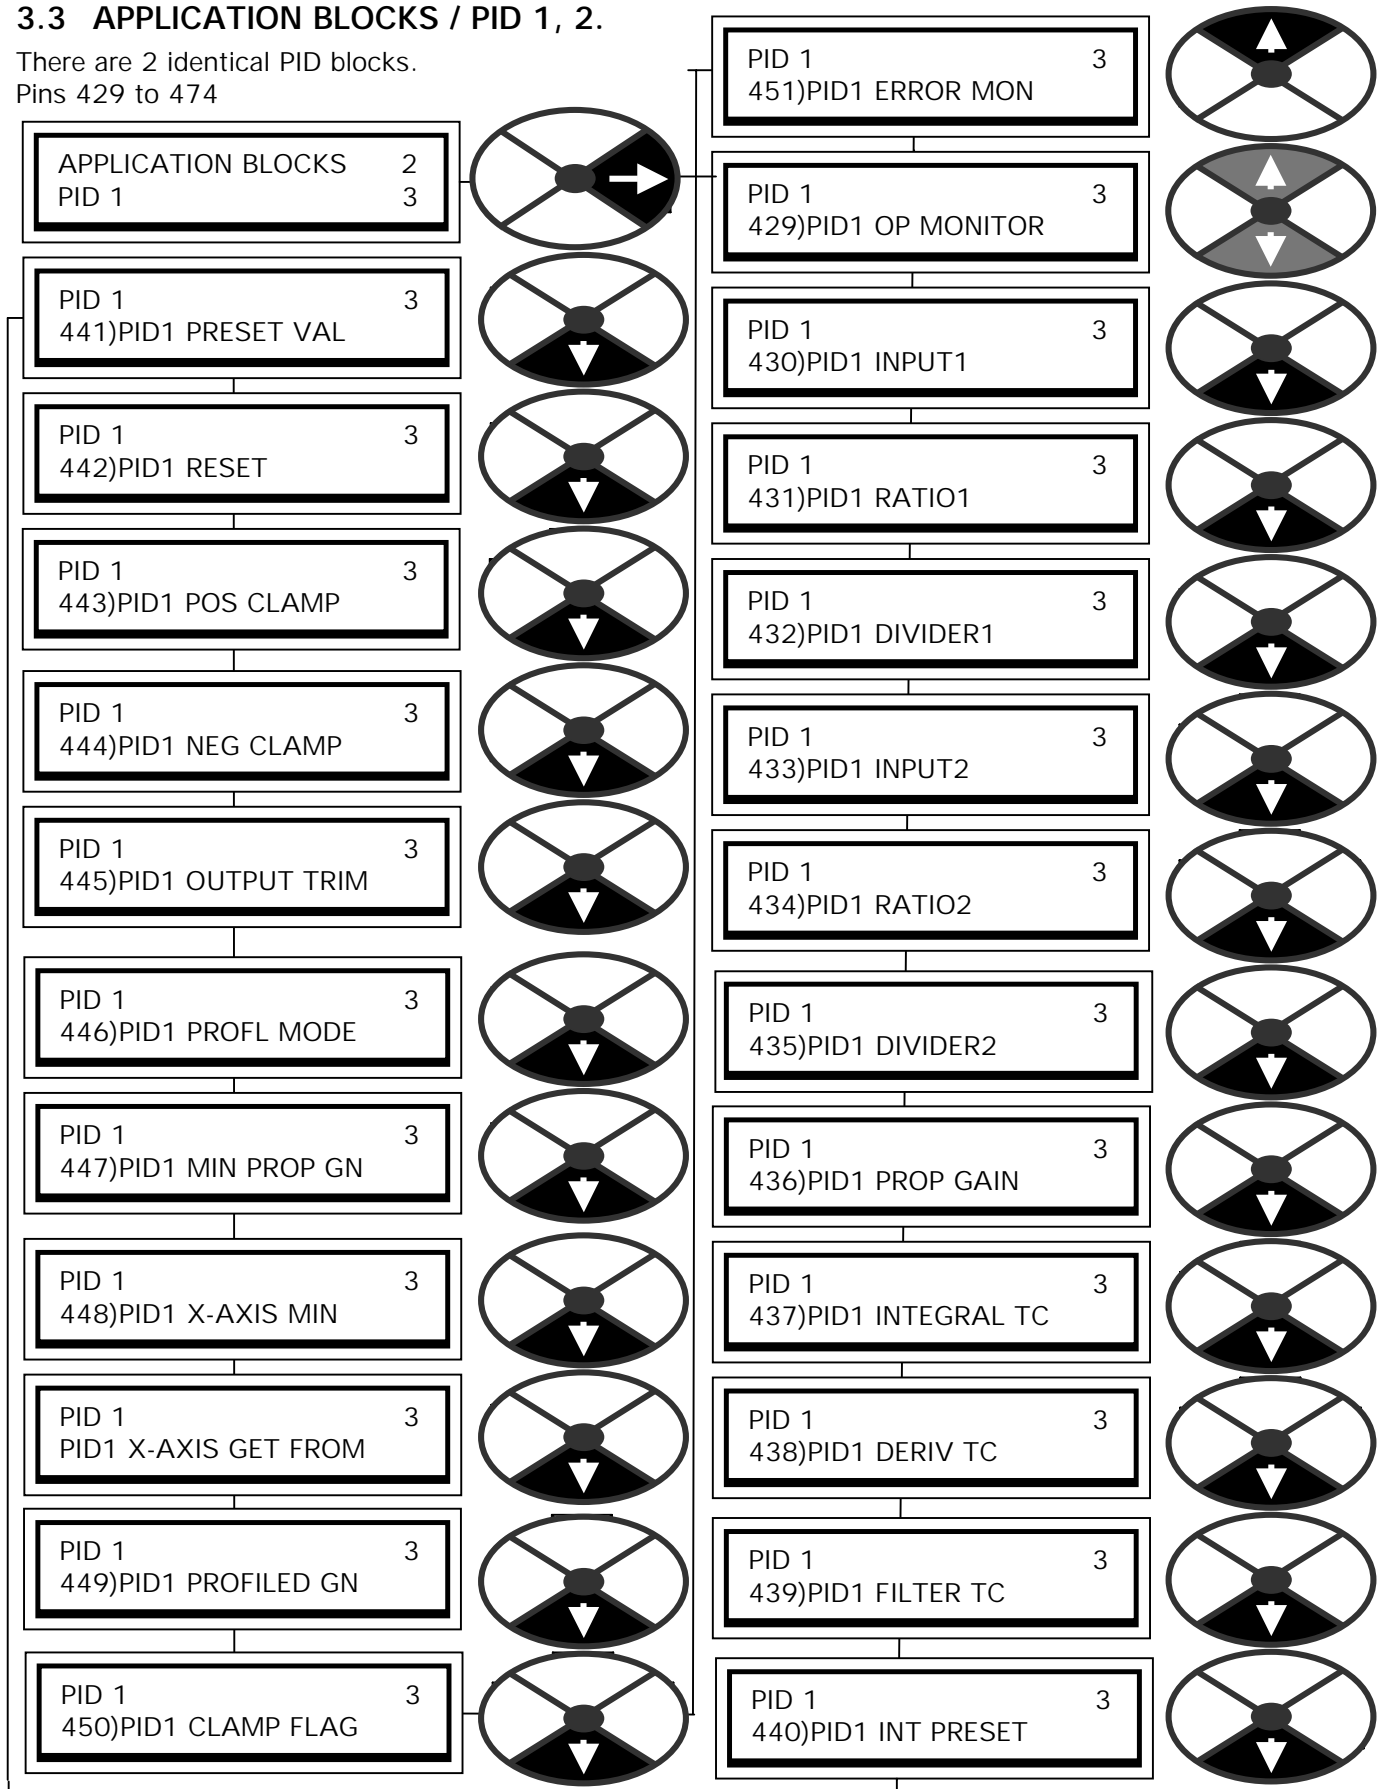 3.3 APPLICATION BLOCKS / PID 1, 2.
There are 2 identical PID blocks.
Pins 429 to 474
APPLICATION BLOCKS 2
PID 1 3
PID 1 3
441)PID1 PRESET VAL
PID 1 3
442)PID1 RESET
PID 1 3
443)PID1 POS CLAMP
PID 1 3
444)PID1 NEG CLAMP
PID 1 3
445)PID1 OUTPUT TRIM
PID 1 3
446)PID1 PROFL MODE
PID 1 3
447)PID1 MIN PROP GN
PID 1 3
448)PID1 X-AXIS MIN
PID 1 3
PID1 X-AXIS GET FROM
PID 1 3
449)PID1 PROFILED GN
PID 1 3
450)PID1 CLAMP FLAG
PID 1 3
451)PID1 ERROR MON
PID 1 3
429)PID1 OP MONITOR
PID 1 3
430)PID1 INPUT1
PID 1 3
431)PID1 RATIO1
PID 1 3
432)PID1 DIVIDER1
PID 1 3
433)PID1 INPUT2
PID 1 3
434)PID1 RATIO2
PID 1 3
435)PID1 DIVIDER2
PID 1 3
436)PID1 PROP GAIN
PID 1 3
437)PID1 INTEGRAL TC
PID 1 3
438)PID1 DERIV TC
PID 1 3
439)PID1 FILTER TC
PID 1 3
440)PID1 INT PRESET